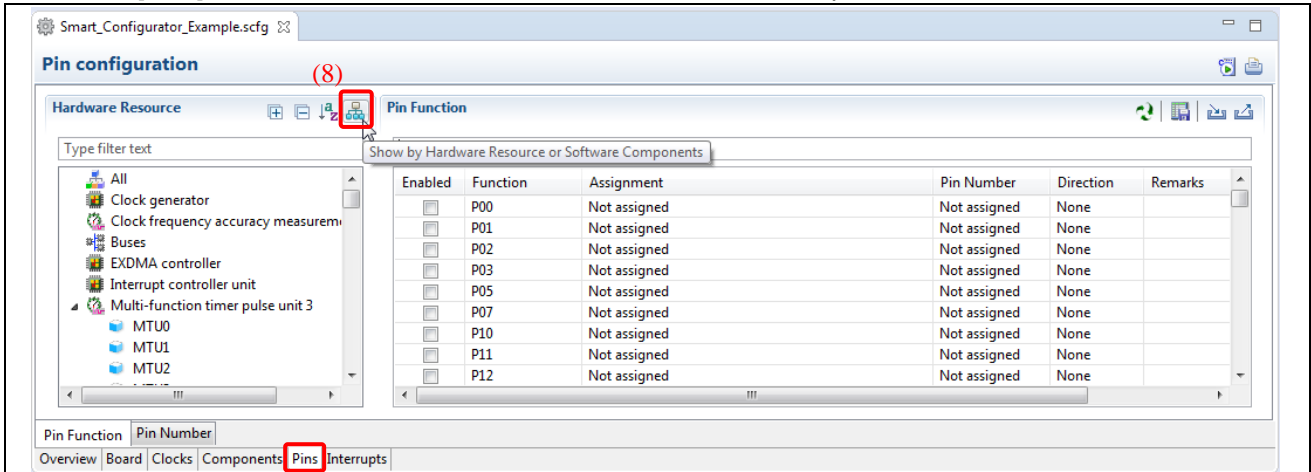 Smart_Configurator_Example.scfg
Pin configuration
(8)
Hardware Resource
Pin Function
Type filter text
Show by Hardware Resource or Software Components
All
Clock generator
Clock frequency accuracy measurem
Buses
EXDMA controller
Interrupt controller unit
Multi-function timer pulse unit 3
MTU0
MTU1
MTU2
Enabled Function Assignment Pin Number Direction Remarks
P00 Not assigned Not assigned None
P01 Not assigned Not assigned None
P02 Not assigned Not assigned None
P03 Not assigned Not assigned None
P05 Not assigned Not assigned None
P07 Not assigned Not assigned None
P10 Not assigned Not assigned None
P11 Not assigned Not assigned None
P12 Not assigned Not assigned None
Pin Function Pin Number
Overview Board Clocks Components Pins Interrupts